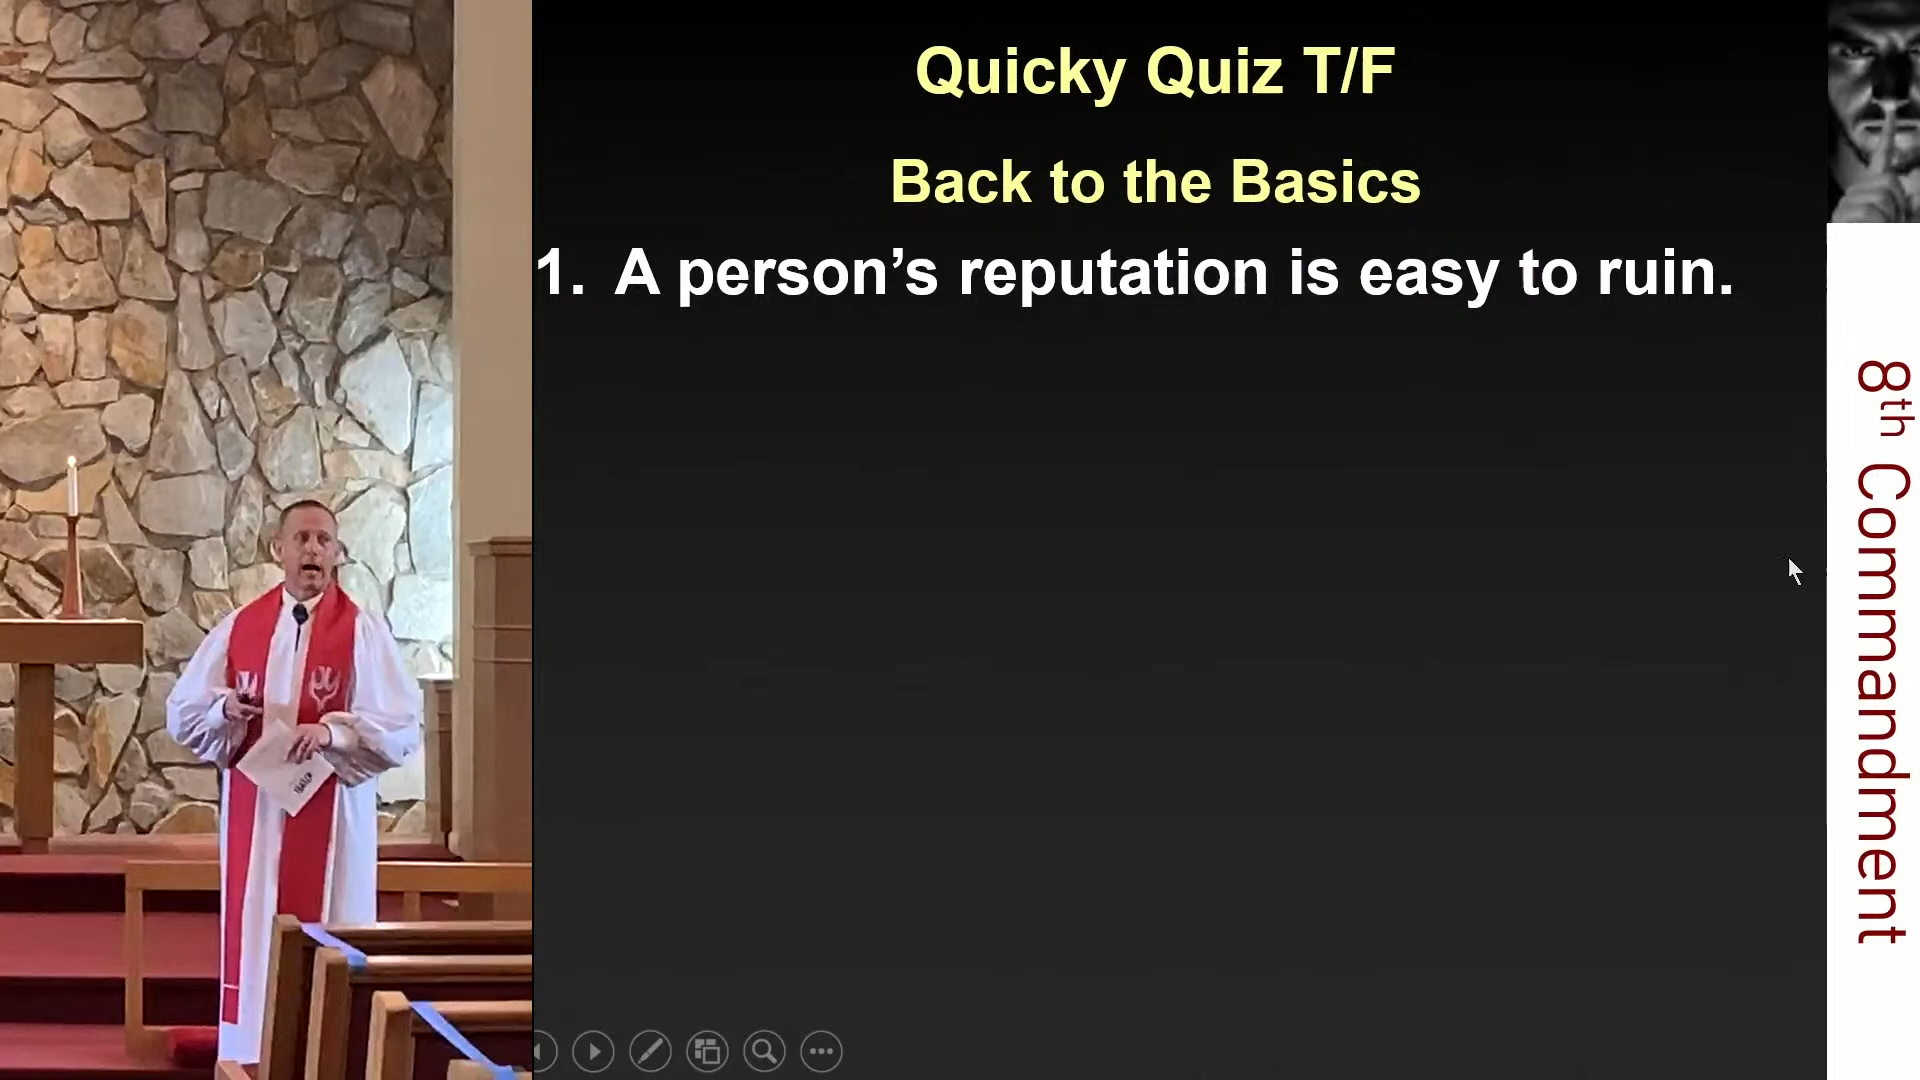 Quicky Quiz T/F
Back to the Basics
1. A person’s reputation is easy to ruin.
8th Commandment